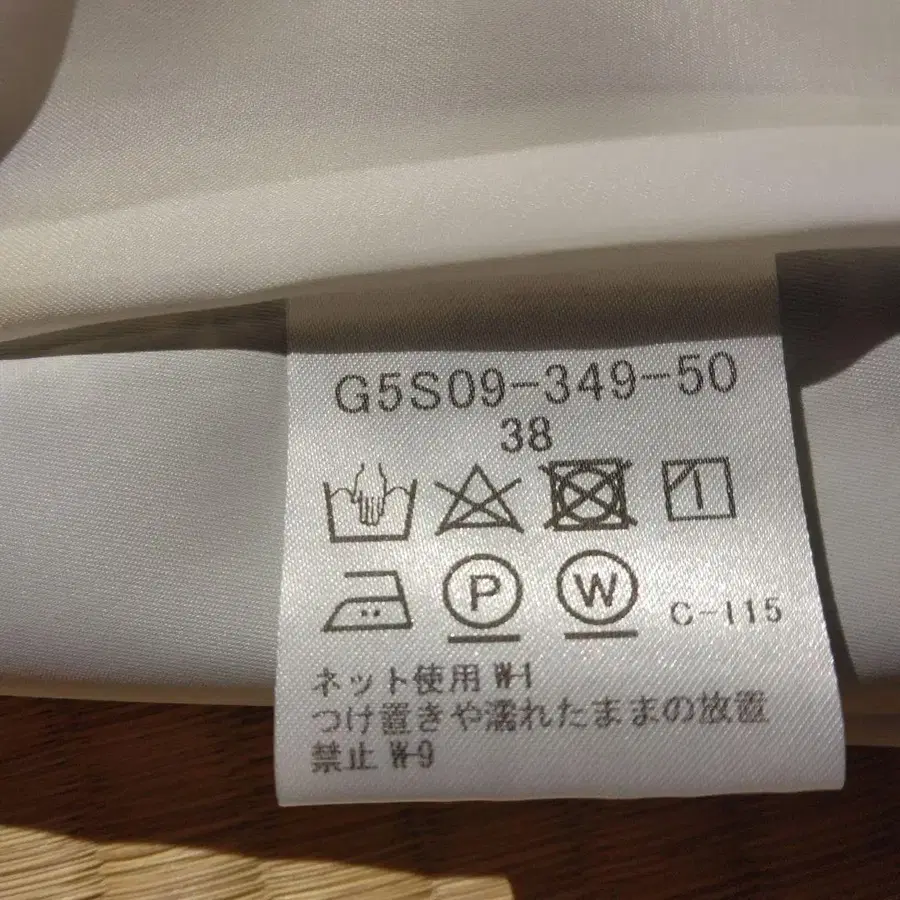 G5S09-349-50
38
P W C-115
ネット使用 W-1
つけ置きや濡れたままの放置
禁止 W-9